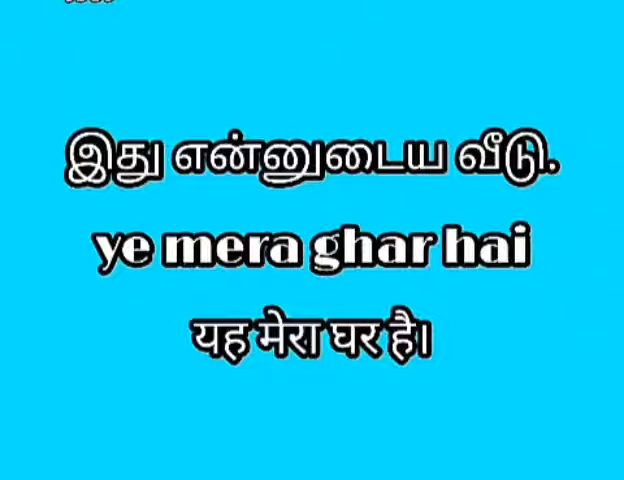 இது என்னுடைய வீடு.
ye mera ghar hai
यह मेरा घर है।